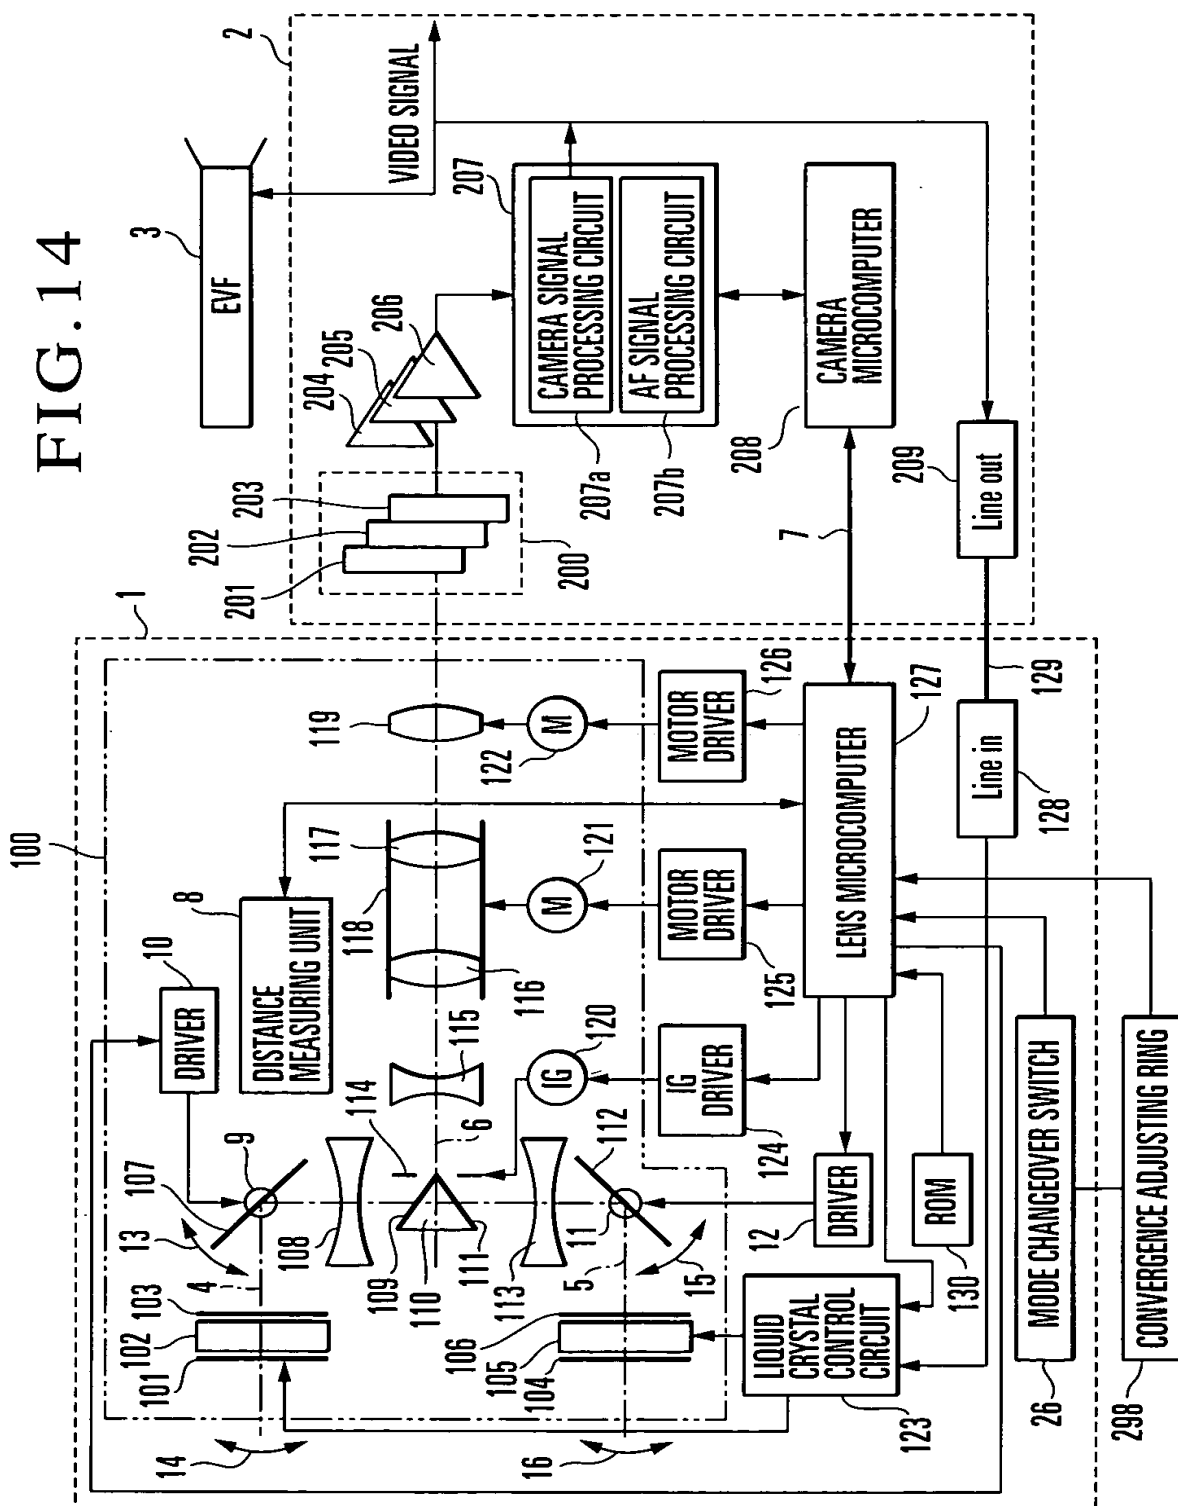 FIG.14
3
EVF
2
VIDEO SIGNAL
204
205
206
207
CAMERA SIGNAL
PROCESSING CIRCUIT
AF SIGNAL
PROCESSING CIRCUIT
207a
207b
CAMERA
MICROCOMPUTER
208
209
Line out
201
202
203
200
7
1
100
8
DISTANCE
MEASURING UNIT
10
DRIVER
9
107
13
4
14
101
102
103
108
109
110
111
114
6
115
116
117
118
119
M
122
M
121
IG
120
113
112
11
5
15
16
104
105
106
MOTOR
DRIVER
126
MOTOR
DRIVER
125
IG
DRIVER
124
LENS MICROCOMPUTER
127
129
Line in
128
12
DRIVER
ROM
130
LIQUID
CRYSTAL
CONTROL
CIRCUIT
123
MODE CHANGEOVER SWITCH
26
CONVERGENCE ADJUSTING RING
298